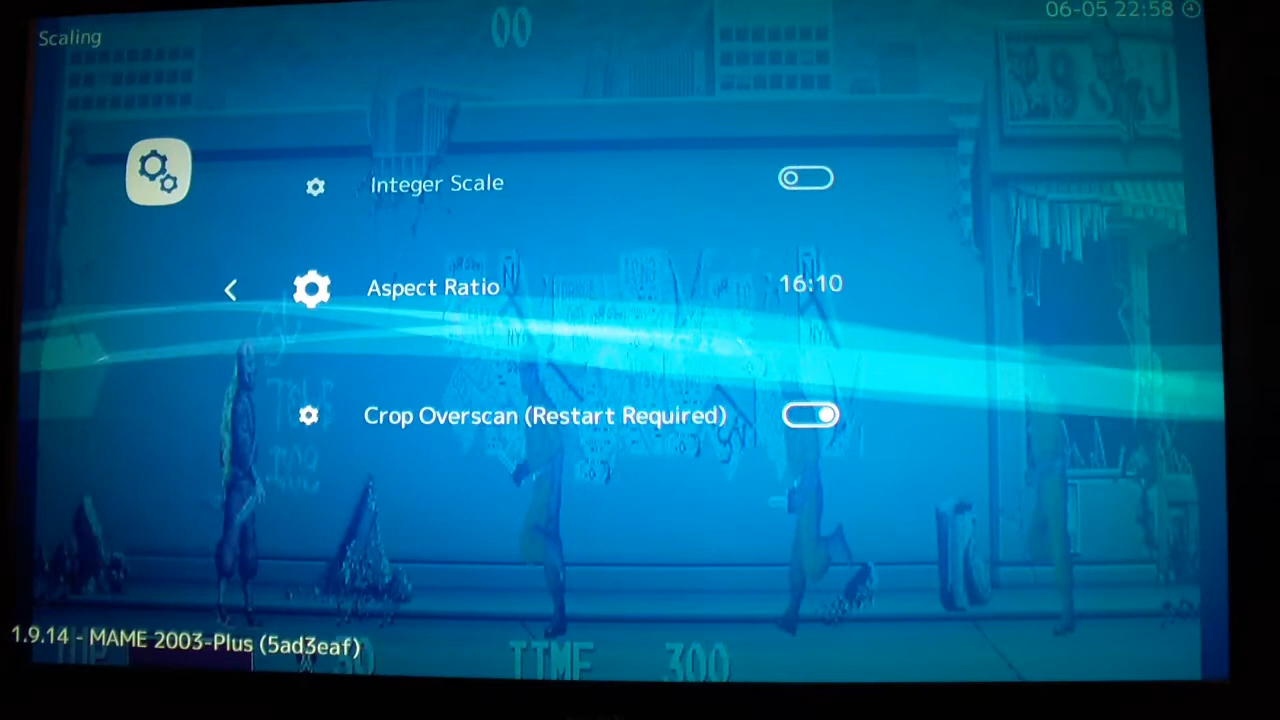 06-05 22:58
Scaling
00
Integer Scale
Aspect Ratio
16:10
Crop Overscan (Restart Required)
1.9.14 - MAME 2003-Plus (5ad3eaf)
TIME 300